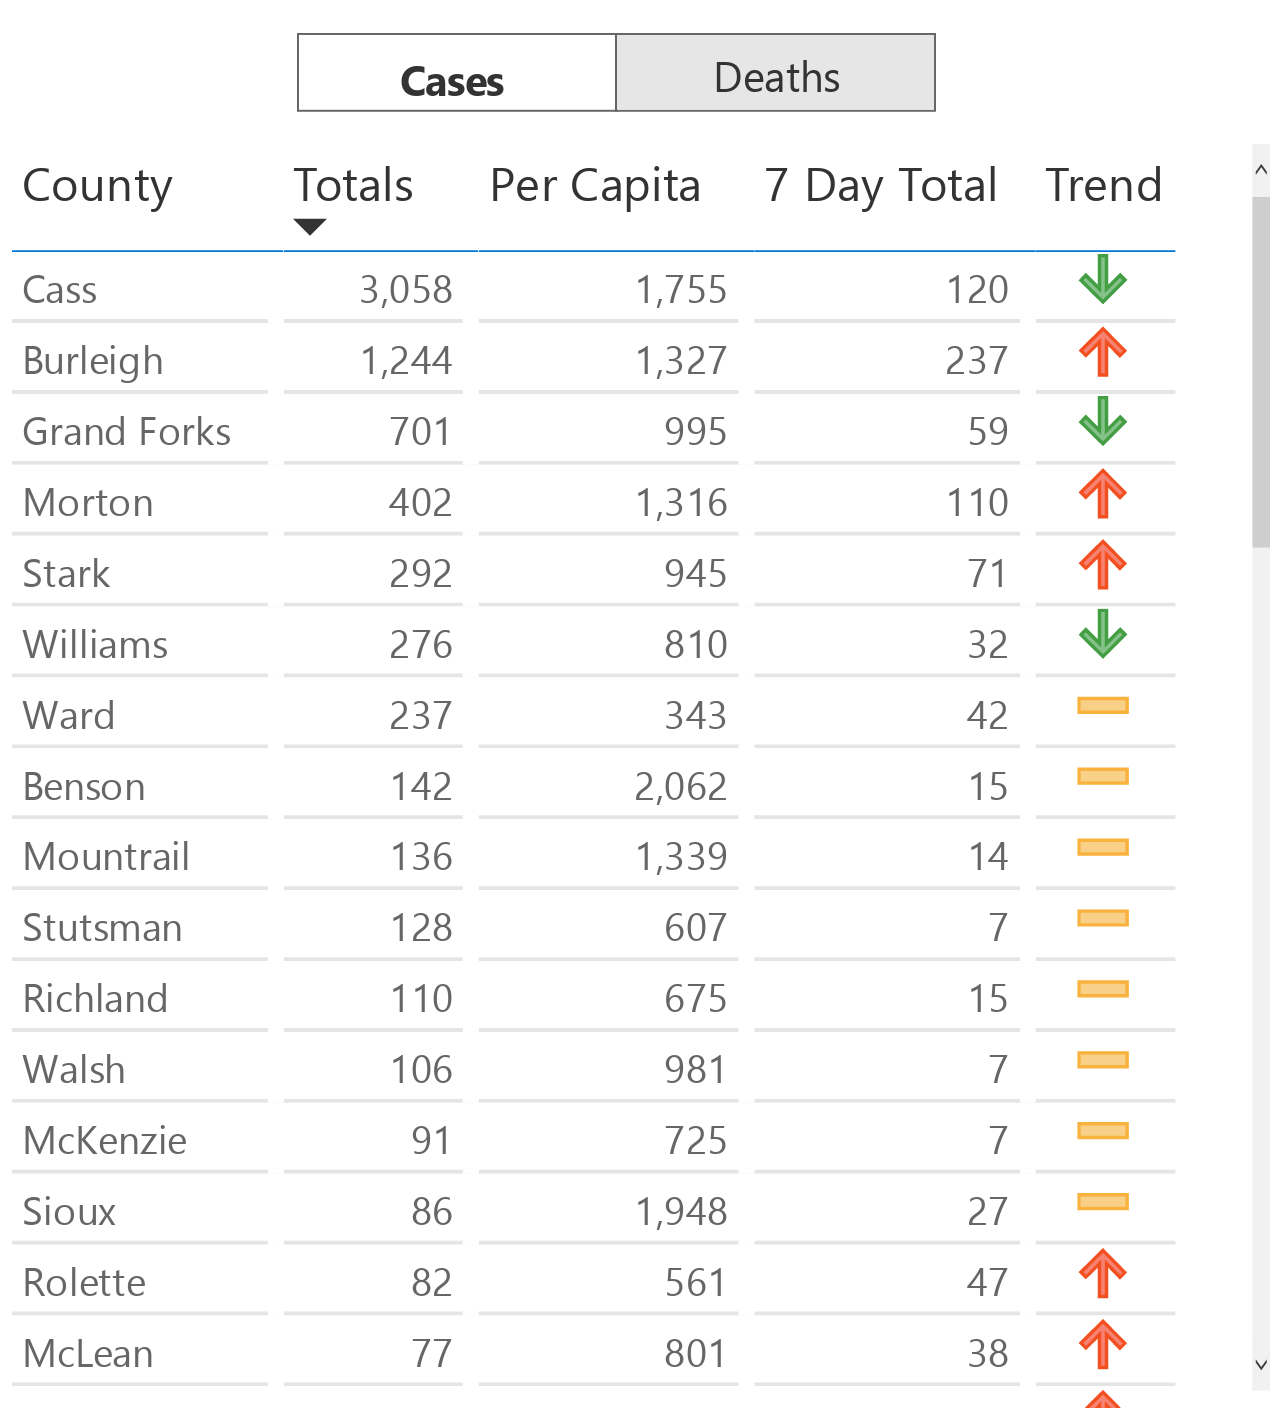 Cases Deaths
County Totals Per Capita 7 Day Total Trend
Cass 3,058 1,755 120
Burleigh 1,244 1,327 237
Grand Forks 701 995 59
Morton 402 1,316 110
Stark 292 945 71
Williams 276 810 32
Ward 237 343 42
Benson 142 2,062 15
Mountrail 136 1,339 14
Stutsman 128 607 7
Richland 110 675 15
Walsh 106 981 7
McKenzie 91 725 7
Sioux 86 1,948 27
Rolette 82 561 47
McLean 77 801 38